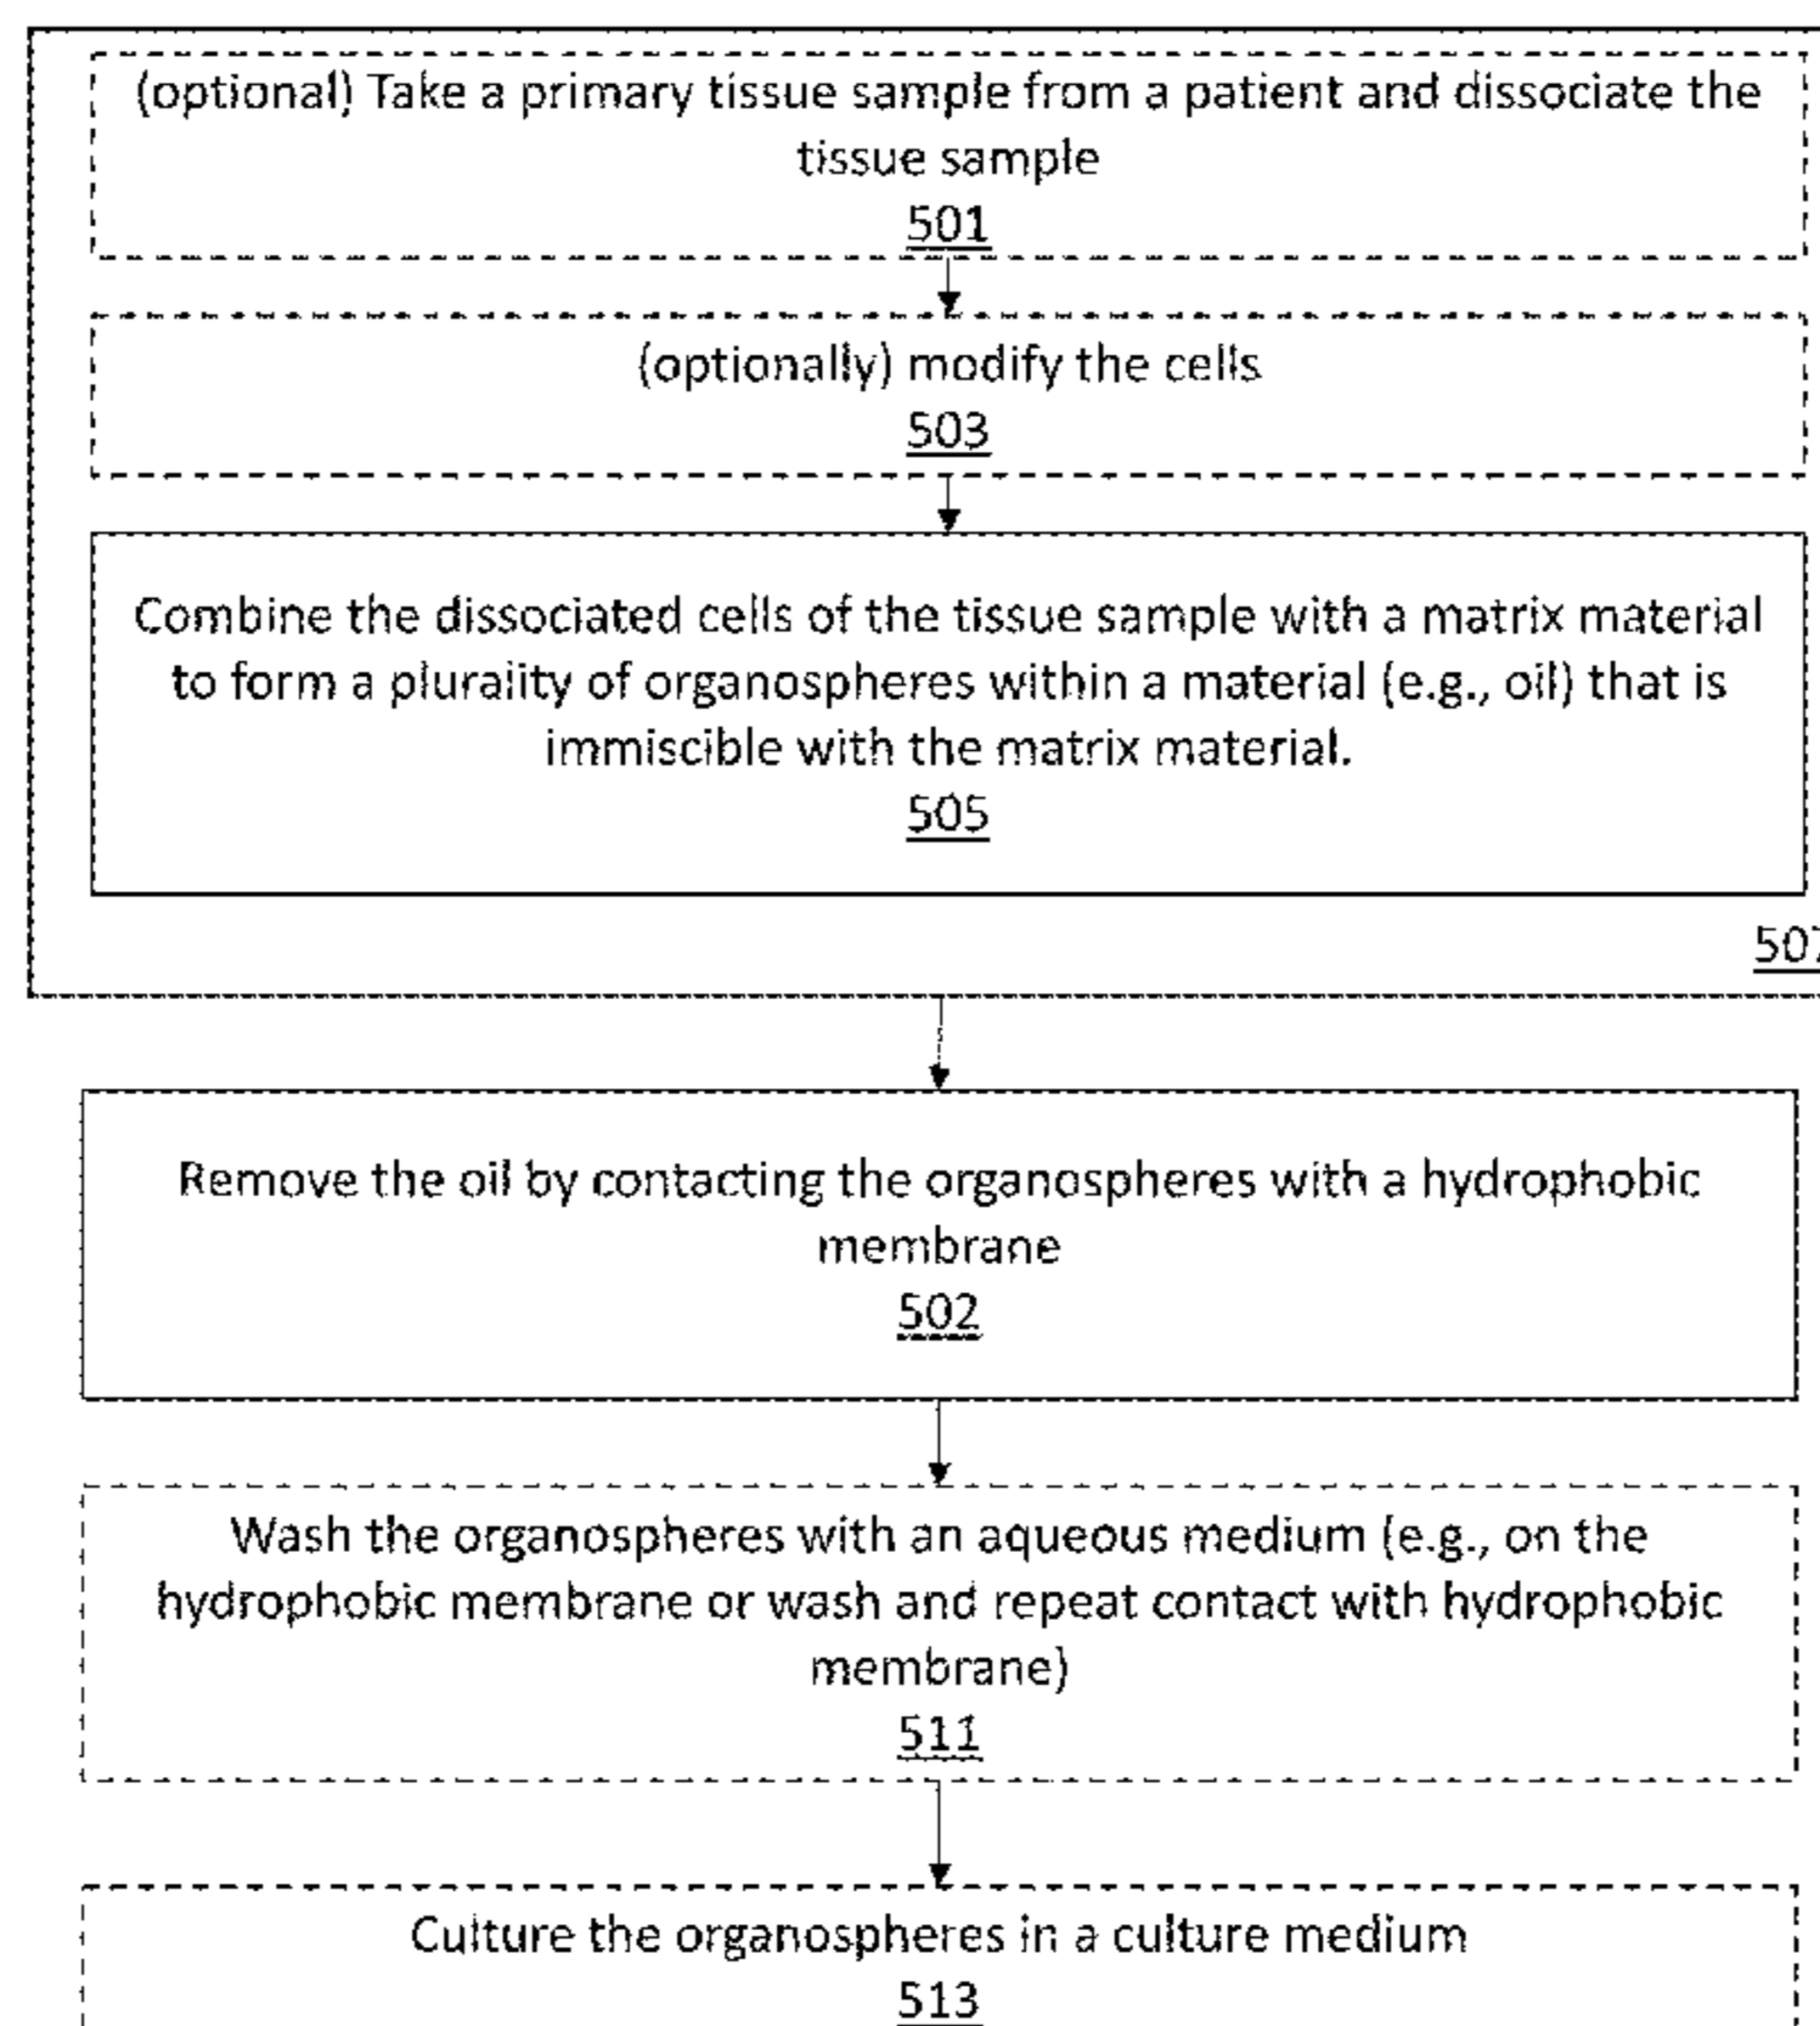 (optional) Take a primary tissue sample from a patient and dissociate the
tissue sample
501
(optionally) modify the cells
503
Combine the dissociated cells of the tissue sample with a matrix material
to form a plurality of organospheres within a material (e.g., oil) that is
immiscible with the matrix material.
505
507
Remove the oil by contacting the organospheres with a hydrophobic
membrane
502
Wash the organospheres with an aqueous medium (e.g., on the
hydrophobic membrane or wash and repeat contact with hydrophobic
membrane)
511
Culture the organospheres in a culture medium
513